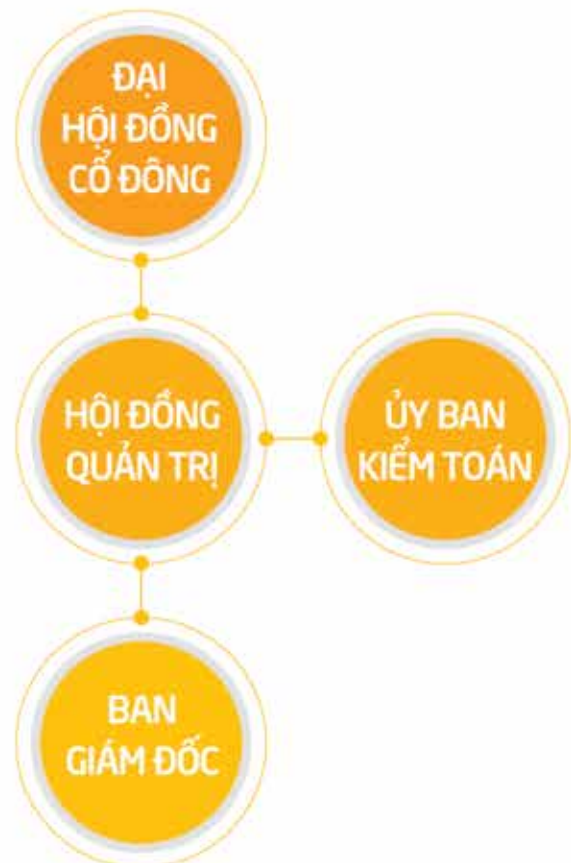 ĐẠI
HỘI ĐỒNG
CỔ ĐÔNG
HỘI ĐỒNG
QUẢN TRỊ
ỦY BAN
KIỂM TOÁN
BAN
GIÁM ĐỐC